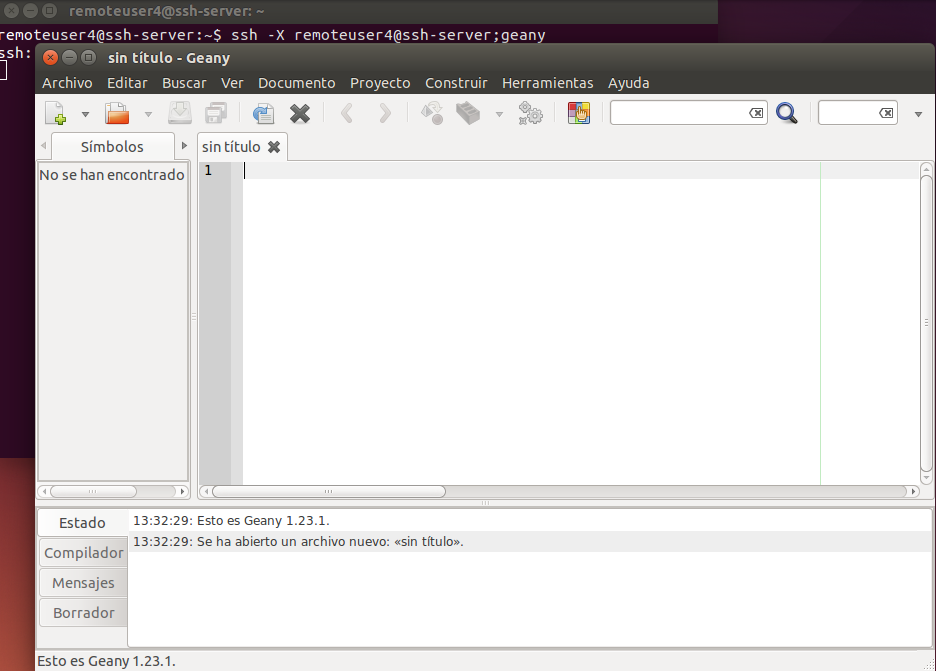 remoteuser4@ssh-server: ~
remoteuser4@ssh-server:~$ ssh -X remoteuser4@ssh-server;geany
ssh:
sin título - Geany
Archivo Editar Buscar Ver Documento Proyecto Construir Herramientas Ayuda
Símbolos
sin título
No se han encontrado
1
Estado
Compilador
Mensajes
Borrador
13:32:29: Esto es Geany 1.23.1.
13:32:29: Se ha abierto un archivo nuevo: «sin título».
Esto es Geany 1.23.1.